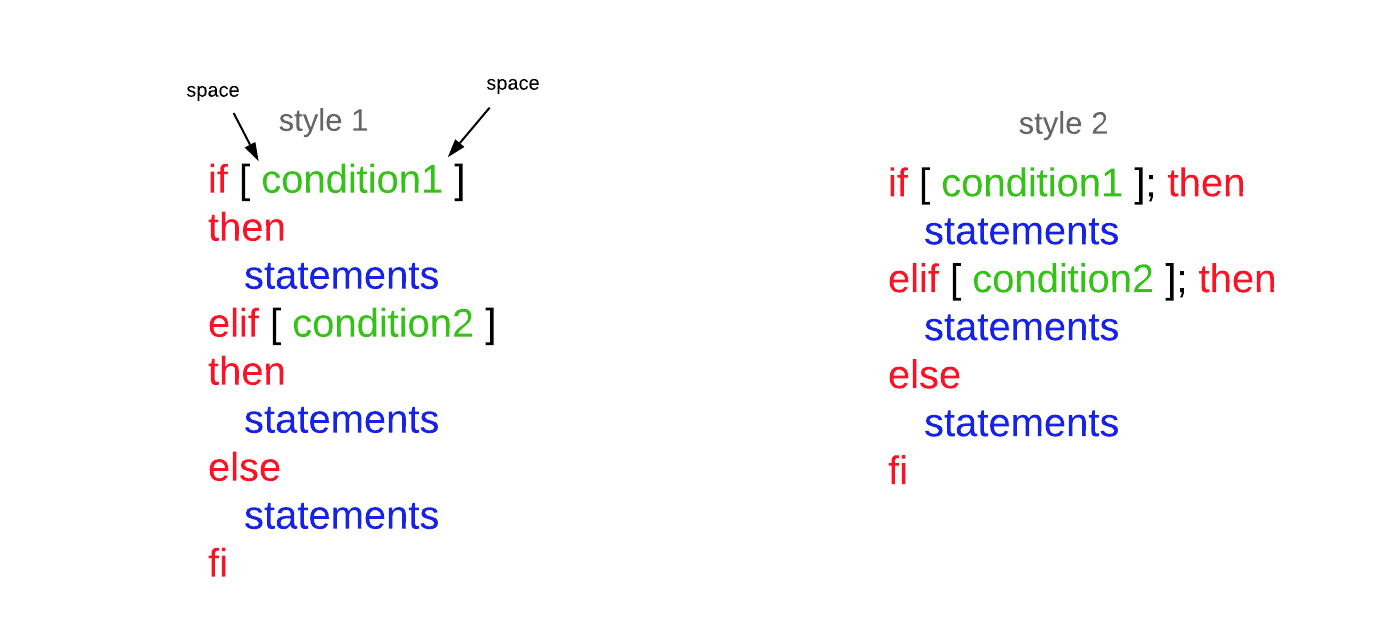 space
space
style 1
if [ condition1 ]
then
statements
elif [ condition2 ]
then
statements
else
statements
fi
style 2
if [ condition1 ]; then
statements
elif [ condition2 ]; then
statements
else
statements
fi